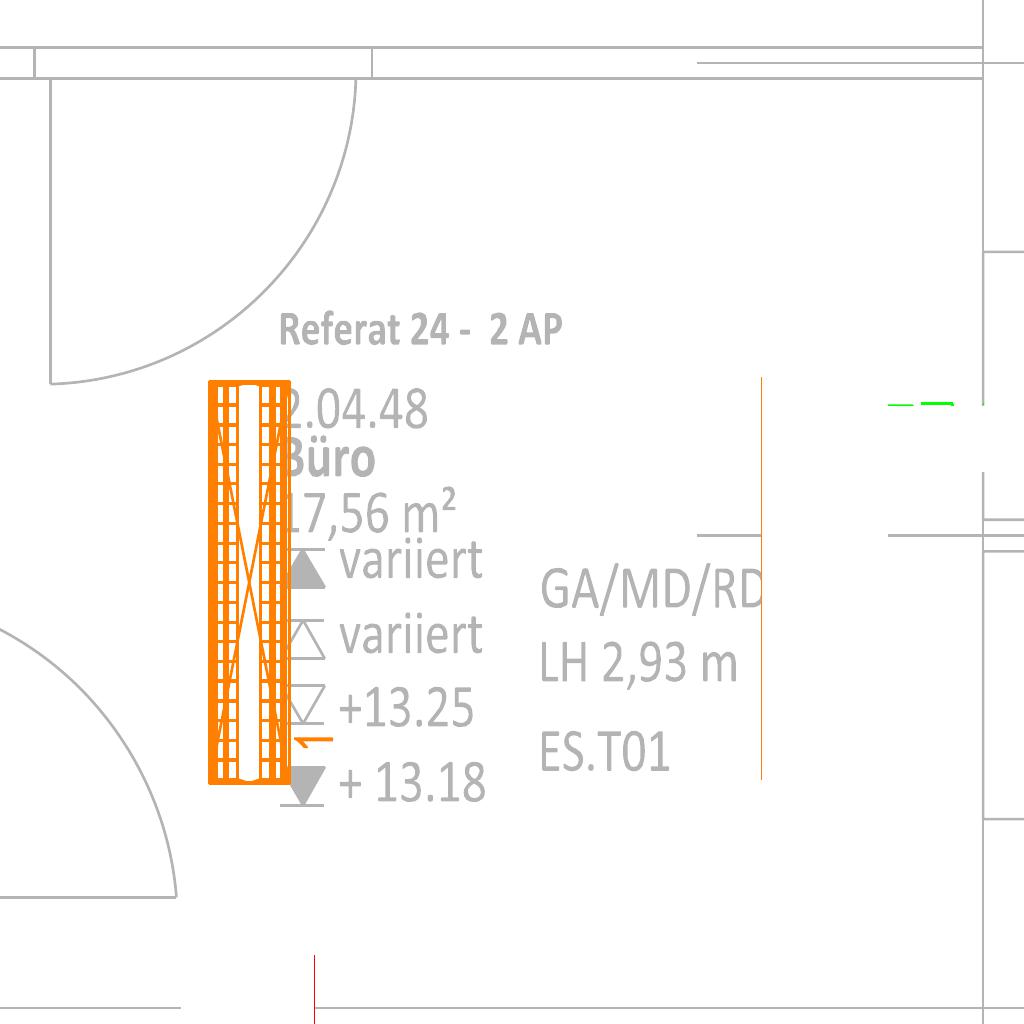 Referat 24 - 2 AP
2.04.48
Büro
17,56 m²
variiert
variiert
+13.25
+ 13.18
1
GA/MD/RD
LH 2,93 m
ES.T01